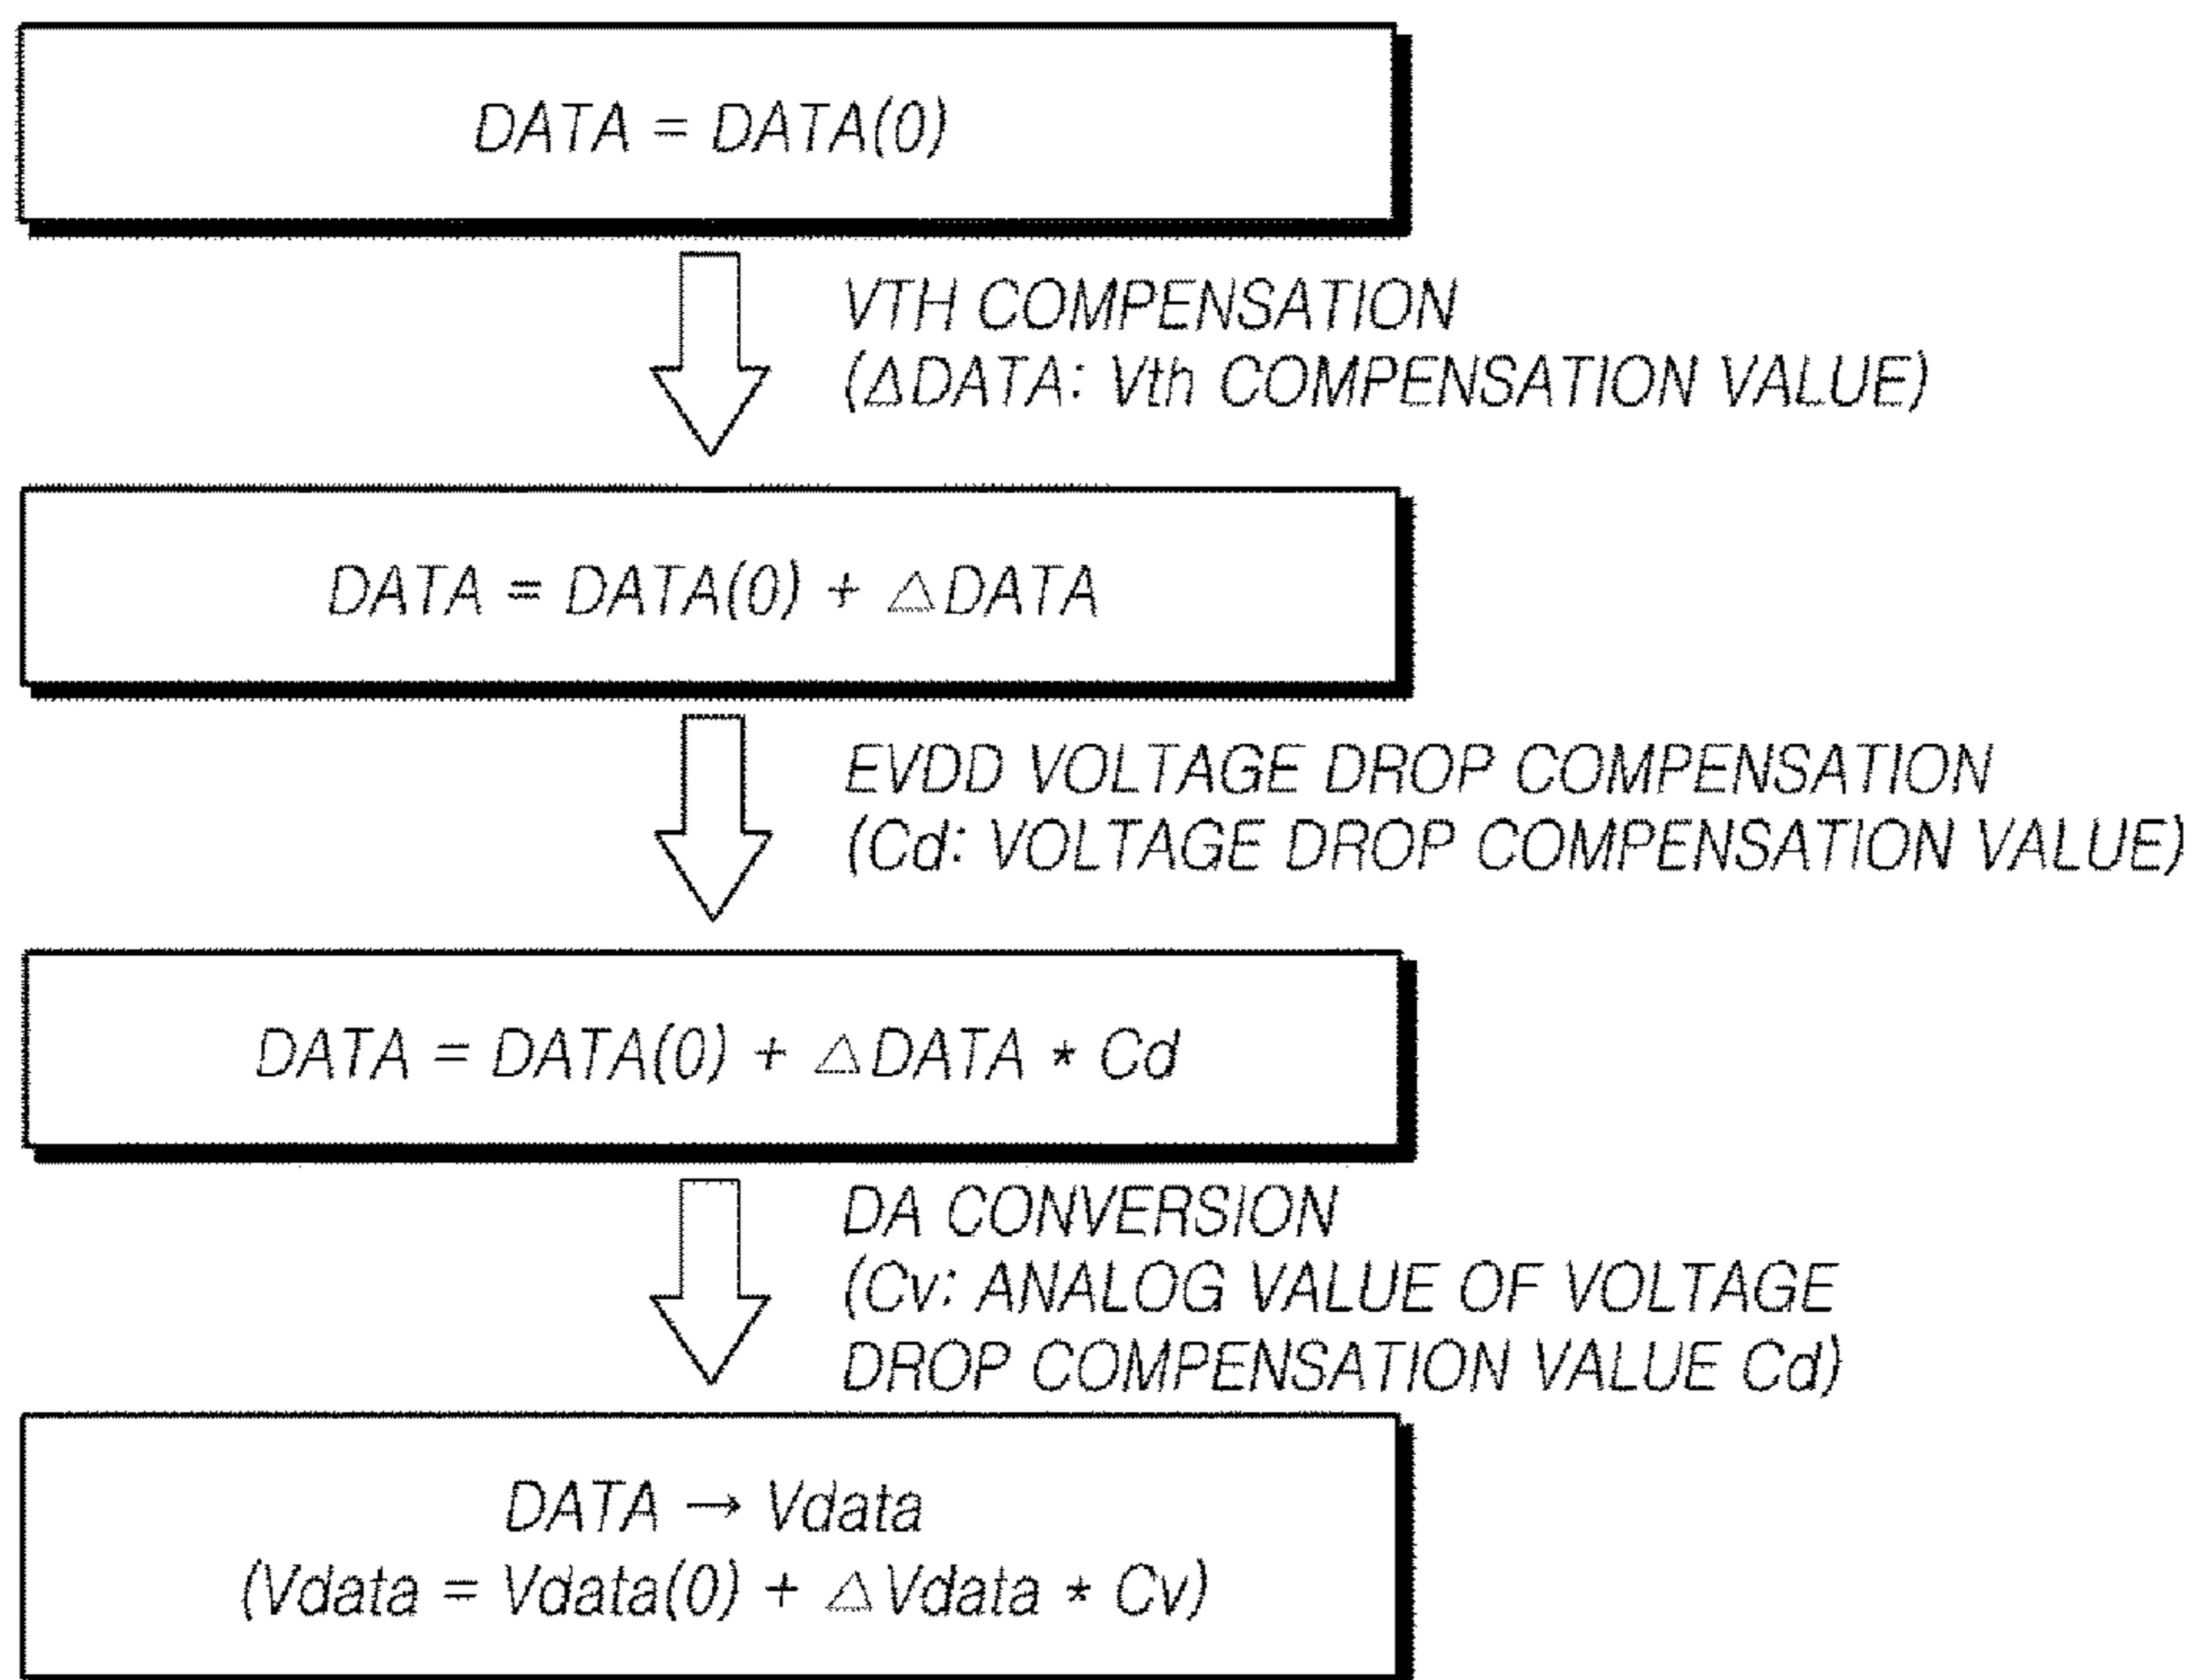 DATA = DATA(0)
VTH COMPENSATION
(ΔDATA: Vth COMPENSATION VALUE)
DATA = DATA(0) + △DATA
EVDD VOLTAGE DROP COMPENSATION
(Cd: VOLTAGE DROP COMPENSATION VALUE)
DATA = DATA(0) + △DATA * Cd
DA CONVERSION
(Cv: ANALOG VALUE OF VOLTAGE
DROP COMPENSATION VALUE Cd)
DATA → Vdata
(Vdata = Vdata(0) + △Vdata * Cv)